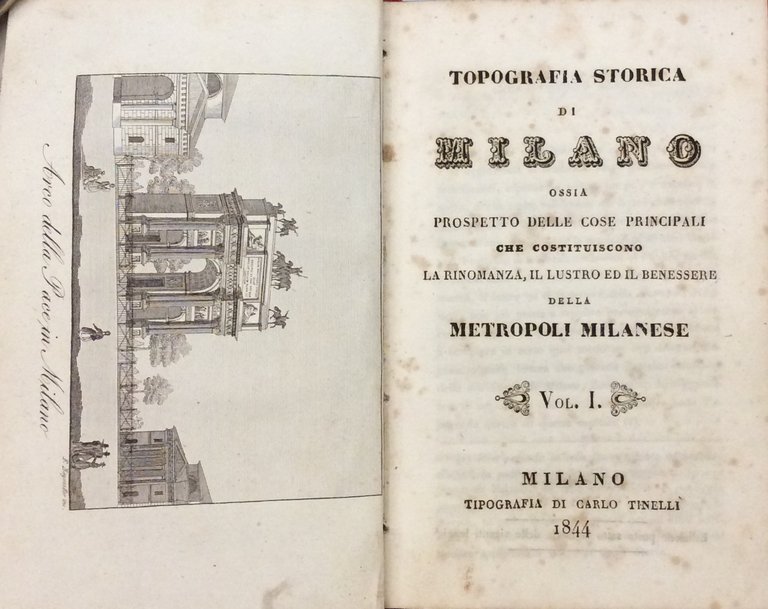 Arco della Pace, in Milano
TOPOGRAFIA STORICA
DI
MILANO
OSSIA
PROSPETTO DELLE COSE PRINCIPALI
CHE COSTITUISCONO
LA RINOMANZA, IL LUSTRO ED IL BENESSERE
DELLA
METROPOLI MILANESE
VOL. I.
MILANO
TIPOGRAFIA DI CARLO TINELLI
1844